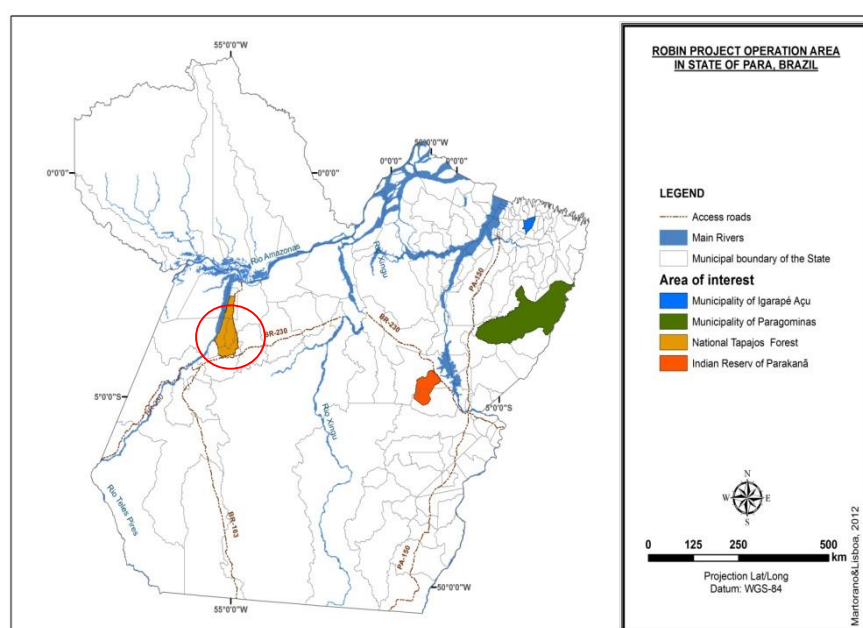 55°0'0"W
50°0'0"W
0°0'0"
0°0'0"
0°0'0"
0°0'0"
Rio Amazonas
Rio Xingu
PA-150
BR-230
BR-230
5°0'0"S
5°0'0"S
Rio Xingu
Rio Teles Pires
BR-163
PA-150
50°0'0"W
55°0'0"W
ROBIN PROJECT OPERATION AREA
IN STATE OF PARA, BRAZIL
LEGEND
Access roads
Main Rivers
Municipal boundary of the State
Area of interest
Municipality of Igarapé Açu
Municipality of Paragominas
National Tapajos Forest
Indian Reserv of Parakanã
N
W
E
S
0 125 250 500
km
Projection Lat/Long
Datum: WGS-84
Martorano&Lisboa, 2012